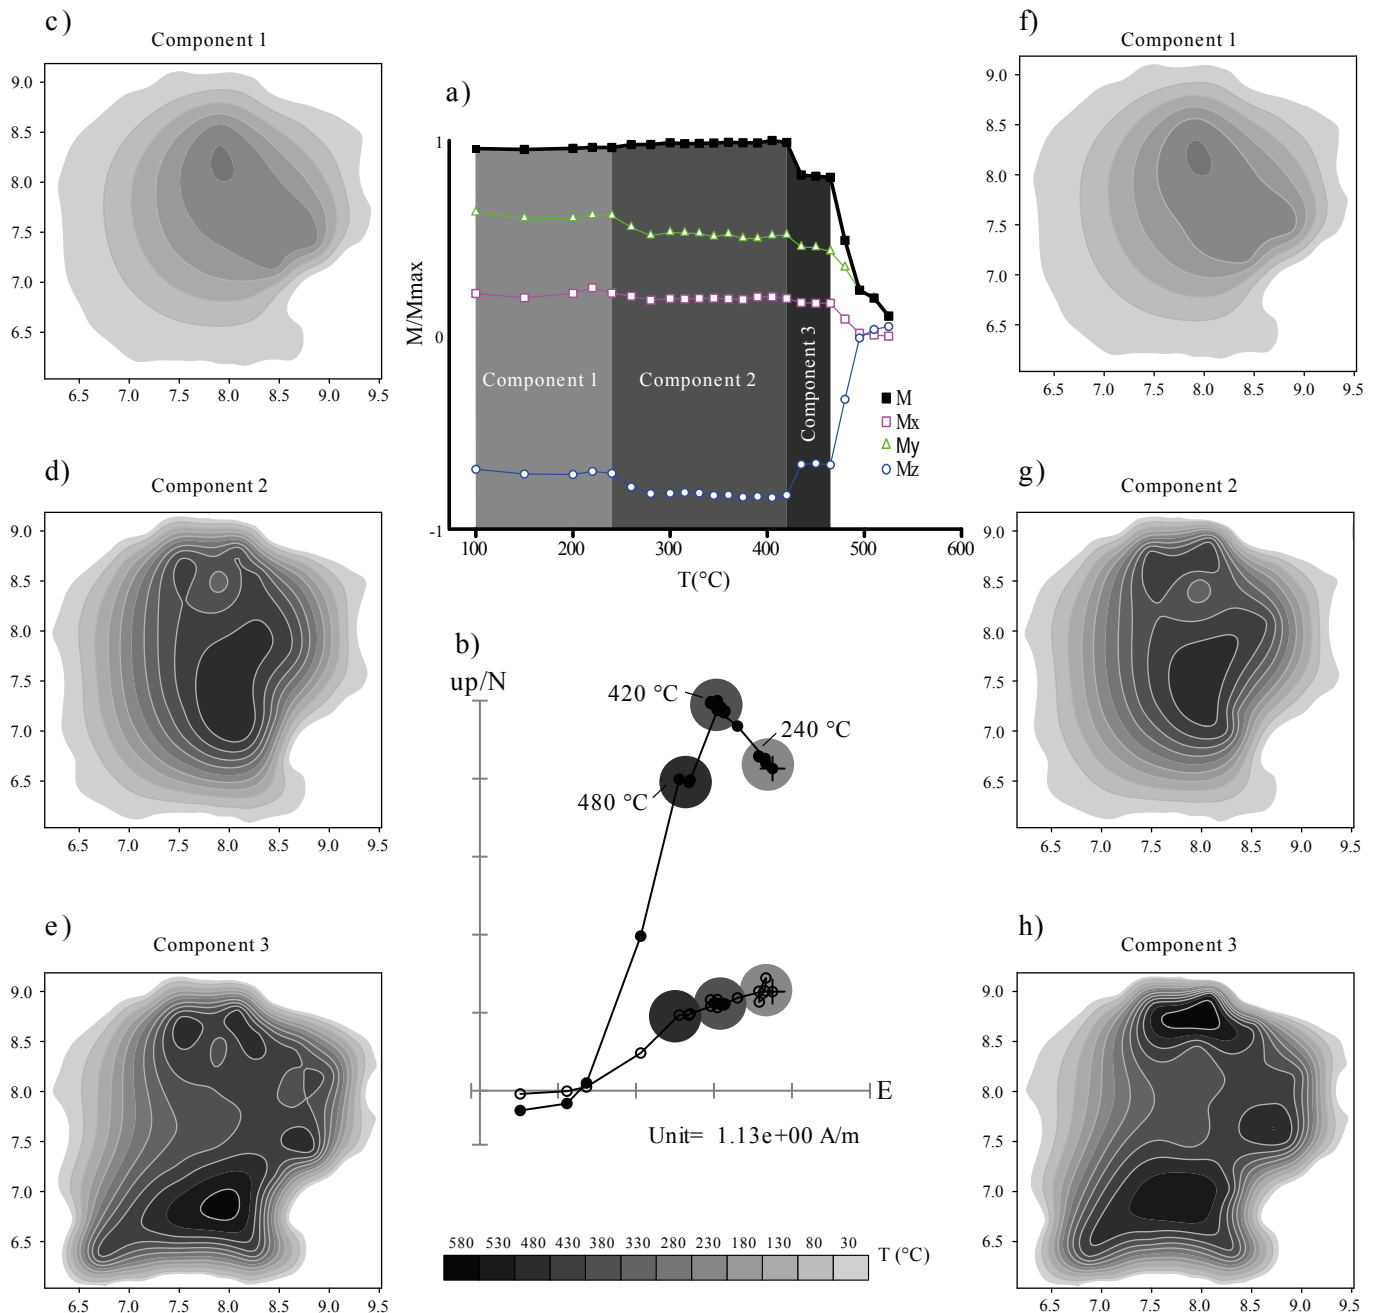 c)
Component 1
9.0
8.5
8.0
7.5
7.0
6.5
6.5 7.0 7.5 8.0 8.5 9.0 9.5
a)
1
0
-1
M/Mmax
Component 1
Component 2
Component 3
M
Mx
My
Mz
100 200 300 400 500 600
T(°C)
f)
Component 1
9.0
8.5
8.0
7.5
7.0
6.5
6.5 7.0 7.5 8.0 8.5 9.0 9.5
d)
Component 2
9.0
8.5
8.0
7.5
7.0
6.5
6.5 7.0 7.5 8.0 8.5 9.0 9.5
b)
up/N
420 °C
240 °C
480 °C
E
Unit= 1.13e+00 A/m
g)
Component 2
9.0
8.5
8.0
7.5
7.0
6.5
6.5 7.0 7.5 8.0 8.5 9.0 9.5
e)
Component 3
9.0
8.5
8.0
7.5
7.0
6.5
6.5 7.0 7.5 8.0 8.5 9.0 9.5
580 530 480 430 380 330 280 230 180 130 80 30 T (°C)
h)
Component 3
9.0
8.5
8.0
7.5
7.0
6.5
6.5 7.0 7.5 8.0 8.5 9.0 9.5